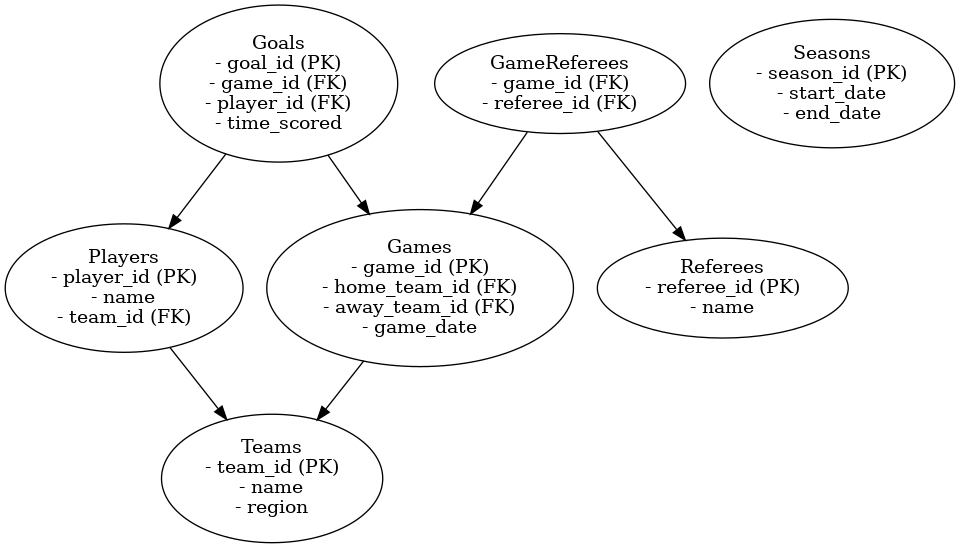 Goals
- goal_id (PK)
- game_id (FK)
- player_id (FK)
- time_scored
GameReferees
- game_id (FK)
- referee_id (FK)
Seasons
- season_id (PK)
- start_date
- end_date
Players
- player_id (PK)
- name
- team_id (FK)
Games
- game_id (PK)
- home_team_id (FK)
- away_team_id (FK)
- game_date
Referees
- referee_id (PK)
- name
Teams
- team_id (PK)
- name
- region